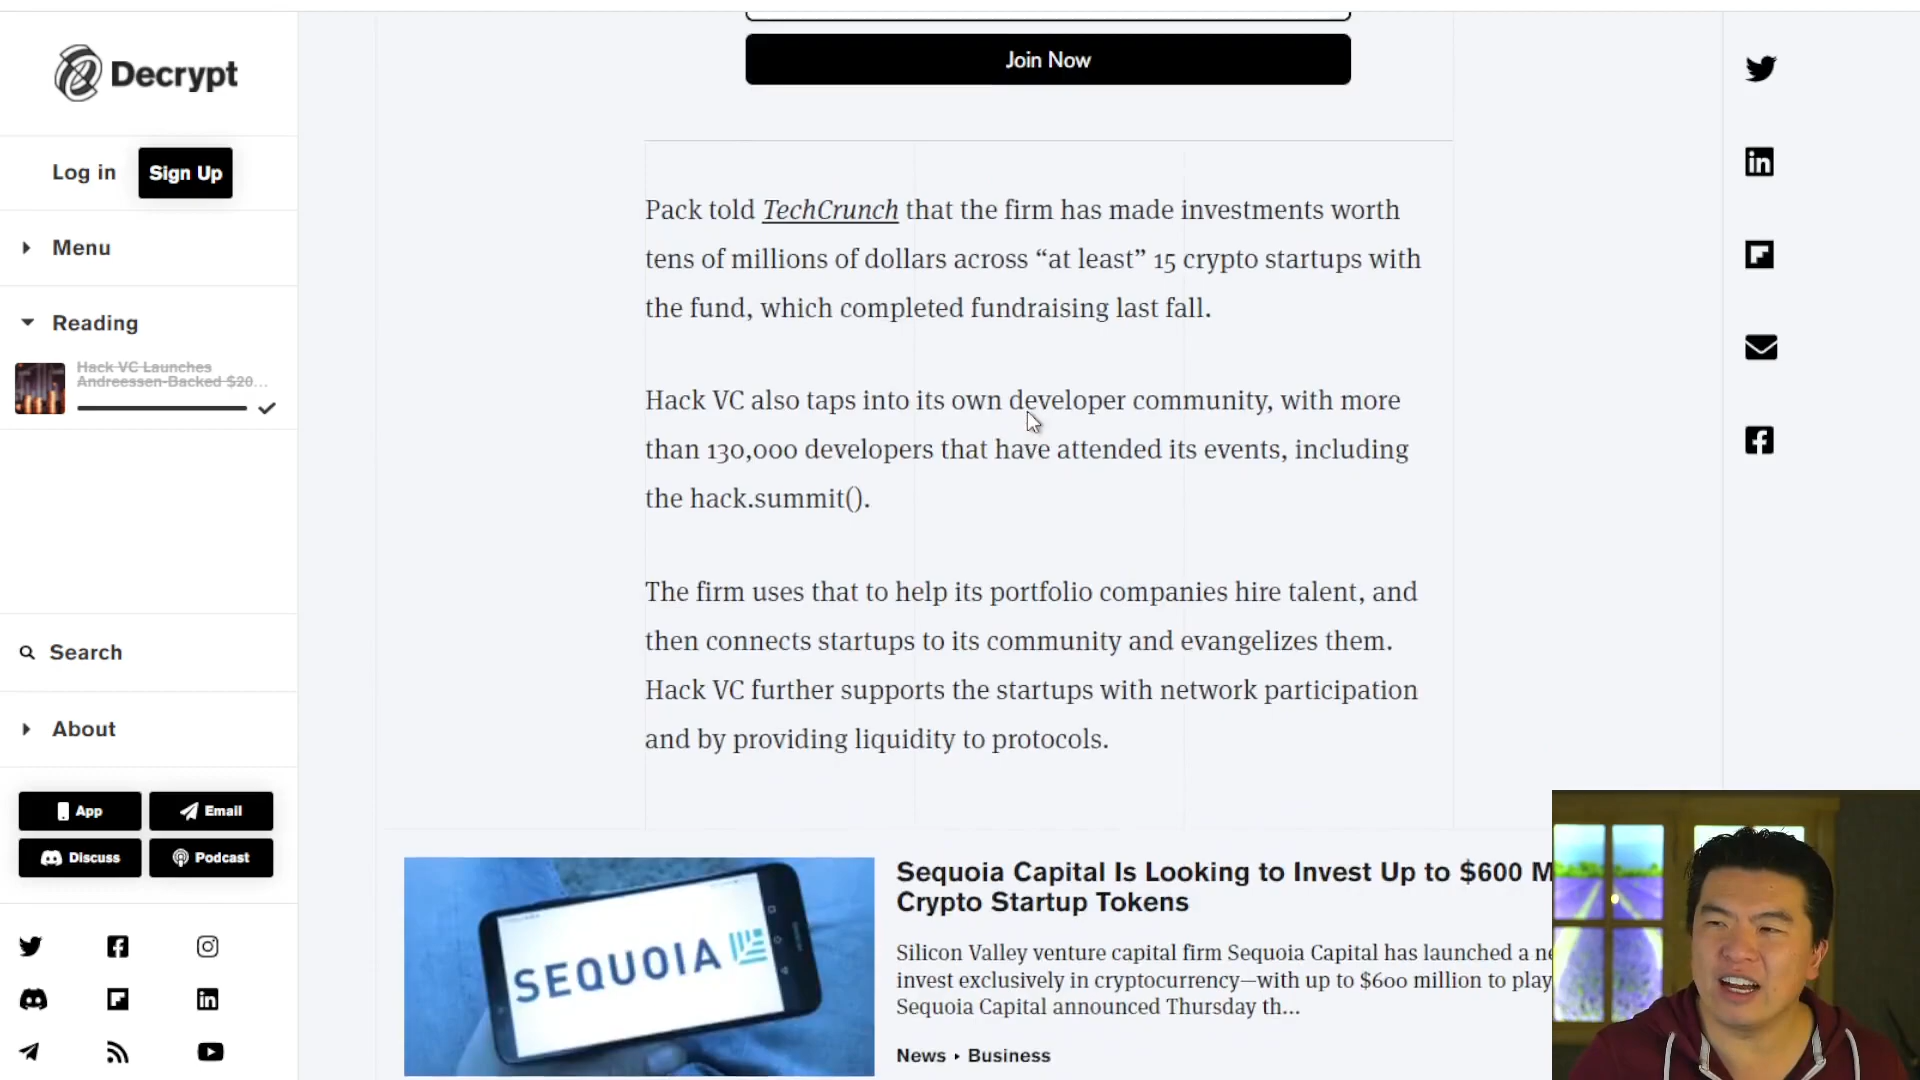 Decrypt
Log in
Sign Up
Menu
Reading
Hack VC Launches
Andreessen-Backed $20...
Search
About
App
Email
Discuss
Podcast
Join Now
Pack told TechCrunch that the firm has made investments worth
tens of millions of dollars across “at least” 15 crypto startups with
the fund, which completed fundraising last fall.
Hack VC also taps into its own developer community, with more
than 130,000 developers that have attended its events, including
the hack.summit().
The firm uses that to help its portfolio companies hire talent, and
then connects startups to its community and evangelizes them.
Hack VC further supports the startups with network participation
and by providing liquidity to protocols.
SEQUOIA
Sequoia Capital Is Looking to Invest Up to $600 M
Crypto Startup Tokens
Silicon Valley venture capital firm Sequoia Capital has launched a ne
invest exclusively in cryptocurrency—with up to $600 million to play
Sequoia Capital announced Thursday th...
News • Business